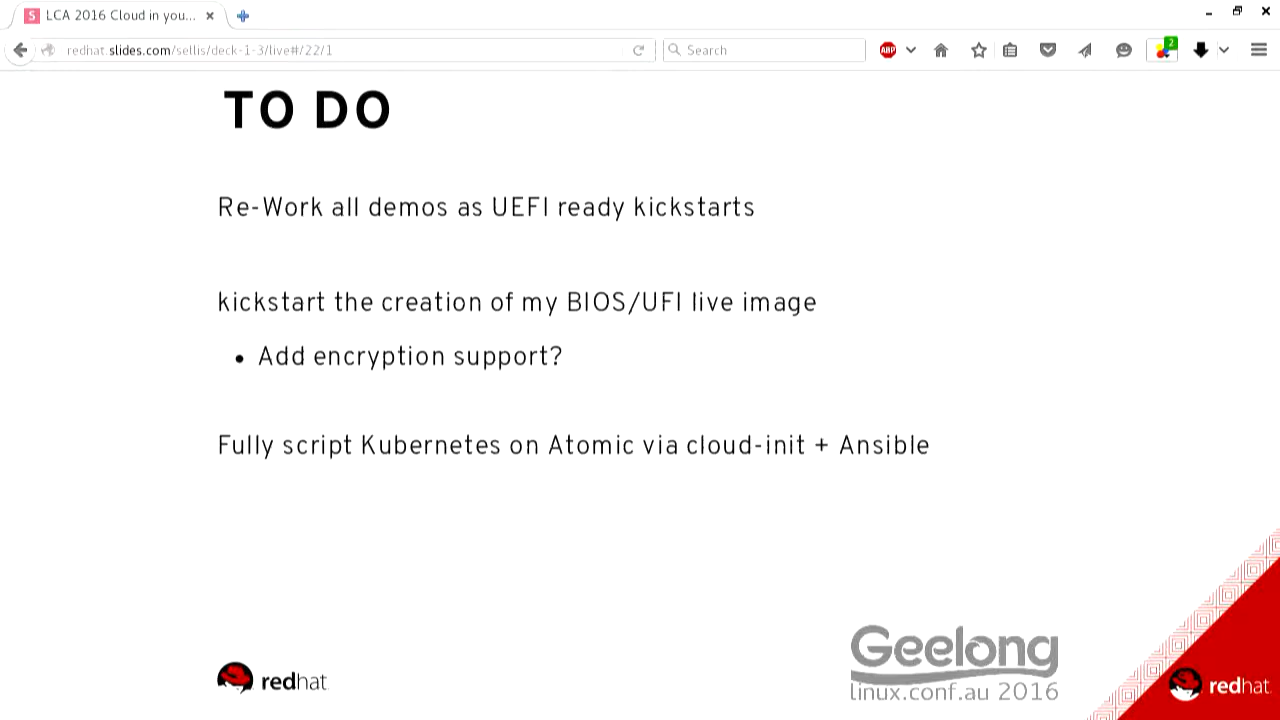 LCA 2016 Cloud in you...
redhat.slides.com/sellis/deck-1-3/live#/22/1
Search
ABP
2
TO DO
Re-Work all demos as UEFI ready kickstarts
kickstart the creation of my BIOS/UFI live image
• Add encryption support?
Fully script Kubernetes on Atomic via cloud-init + Ansible
redhat
Geelong
linux.conf.au 2016
redhat